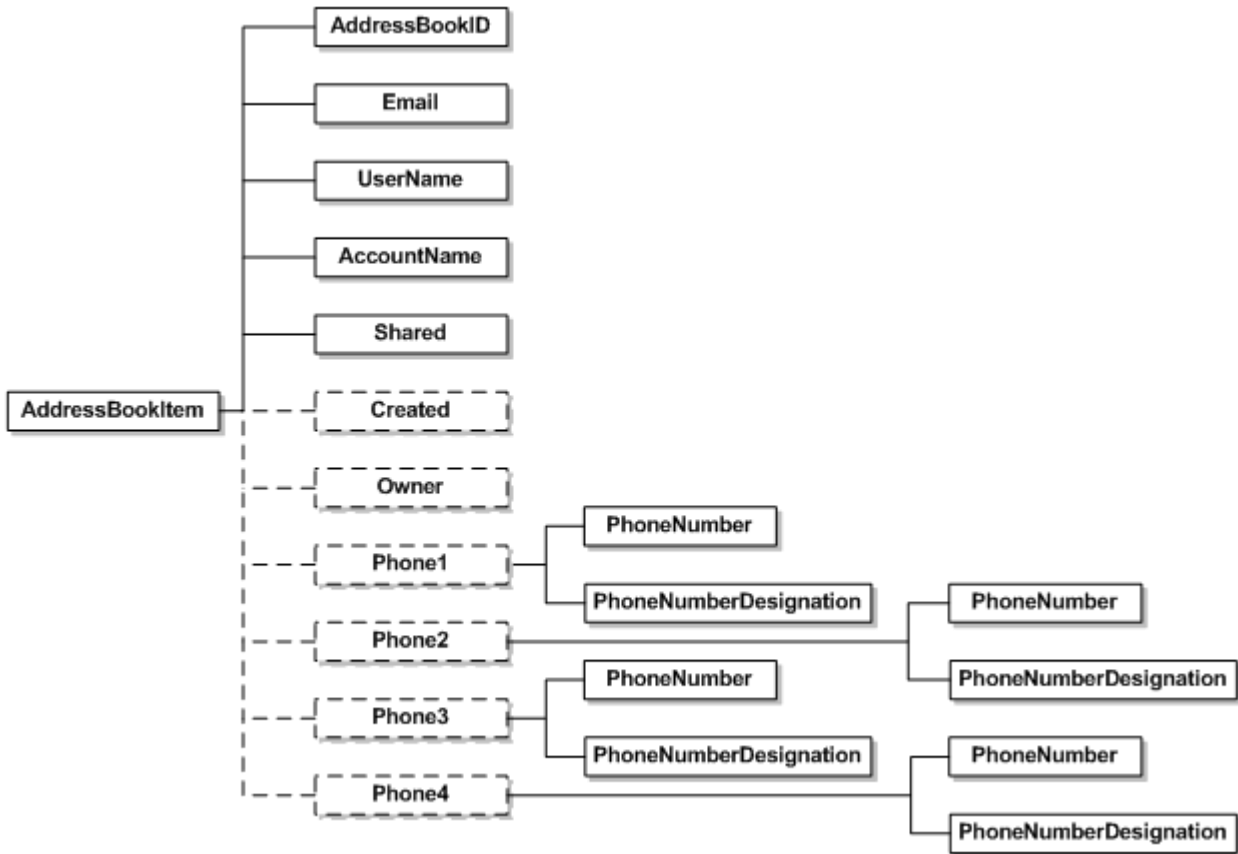 AddressBookID
Email
UserName
AccountName
Shared
AddressBookItem
Created
Owner
PhoneNumber
Phone1
PhoneNumberDesignation
PhoneNumber
Phone2
PhoneNumber
PhoneNumberDesignation
Phone3
PhoneNumberDesignation
PhoneNumber
Phone4
PhoneNumberDesignation